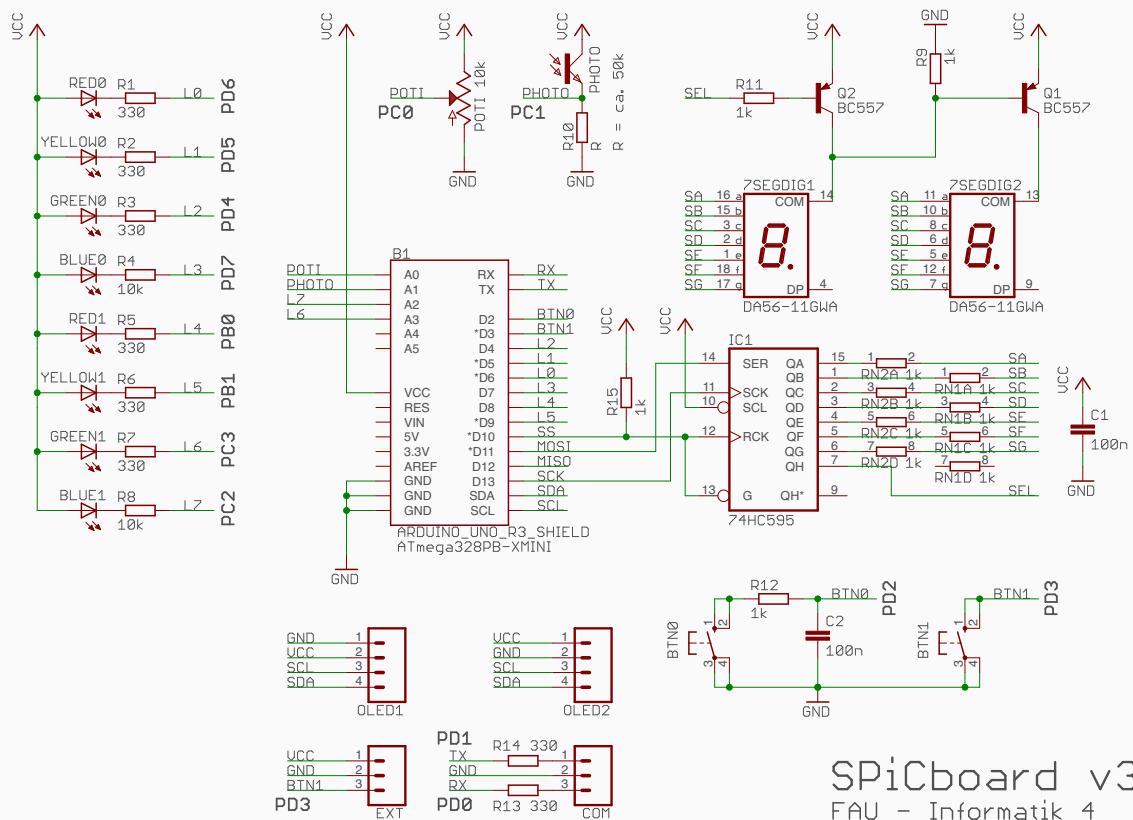 VCC
RED0 R1 330 L0 PD6
YELLOW0 R2 330 L1 PD5
GREEN0 R3 330 L2 PD4
BLUE0 R4 10k L3 PD7
RED1 R5 330 L4 PB0
YELLOW1 R6 330 L5 PB1
GREEN1 R7 330 L6 PC3
BLUE1 R8 10k L7 PC2
VCC
VCC
POTI
PC0
POTI 10k
GND
VCC
PHOTO
PHOTO
PC1
R10
R
R = ca. 50k
GND
VCC
SEL
R11
1k
Q2
BC557
GND
R9
1k
VCC
Q1
BC557
7SEGDIG1
SA 16 a COM 14
SB 15 b
SC 3 c
SD 2 d
SE 1 e
SF 18 f
SG 17 g DP 4
8.
DA56-11GWA
7SEGDIG2
SA 11 a COM 13
SB 10 b
SC 8 c
SD 6 d
SE 5 e
SF 12 f
SG 7 g DP 9
8.
DA56-11GWA
B1
POTI A0 RX RX
PHOTO A1 TX TX
L7 A2
L6 A3 D2 BTN0
A4 *D3 BTN1
A5 D4 L2
*D5 L1
*D6 L0
VCC D7 L3
RES D8 L4
VIN *D9 L5
5V *D10 SS
3.3V *D11 MOSI
AREF D12 MISO
GND D13 SCK
GND SDA SDA
GND SCL SCL
ARDUINO_UNO_R3_SHIELD
ATmega328PB-XMINI
GND
VCC
R15
1k
VCC
IC1
14 SER QA 15
QB 1
11 SCK QC 2
10 SCL QD 3
QE 4
12 RCK QF 5
QG 6
QH 7
13 G QH* 9
74HC595
1 2 SA
RN2A 1k 1 2 SB
3 4 RN1A 1k SC
RN2B 1k 3 4 SD
5 6 RN1B 1k SE
RN2C 1k 5 6 SF
7 8 RN1C 1k SG
RN2D 1k 7 8
RN1D 1k
SEL
VCC
C1
100n
GND
R12
1k
BTN0
PD2
BTN0
1 2
3 4
C2
100n
BTN1
PD3
BTN1
1 2
3 4
GND
GND 1
VCC 2
SCL 3
SDA 4
OLED1
VCC 1
GND 2
SCL 3
SDA 4
OLED2
VCC 1
GND 2
BTN1 3
PD3
EXT
PD1
TX R14 330 1
GND 2
RX 3
PD0 R13 330
COM
SPiCboard v3
FAU - Informatik 4